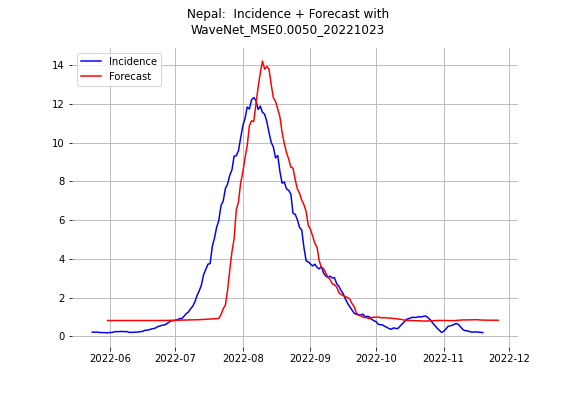 Nepal:  Incidence + Forecast with
WaveNet_MSE0.0050_20221023
Incidence
Forecast
14
12
10
8
6
4
2
0
2022-06 2022-07 2022-08 2022-09 2022-10 2022-11 2022-12